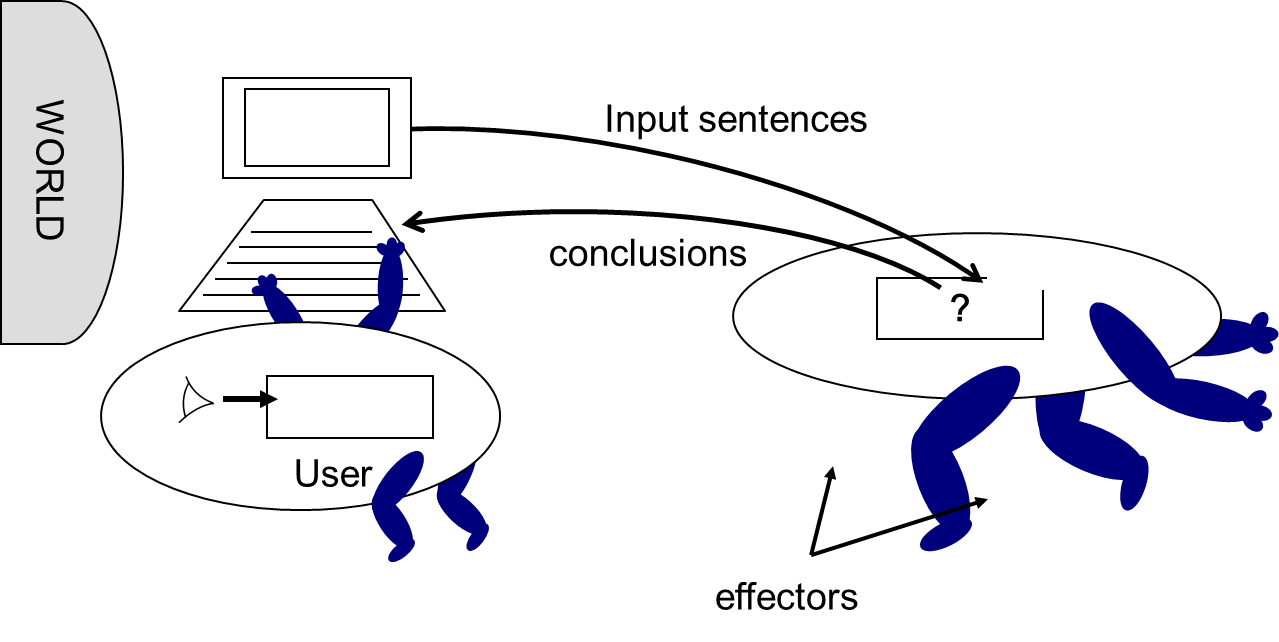 WORLD
Input sentences
conclusions
?
User
effectors